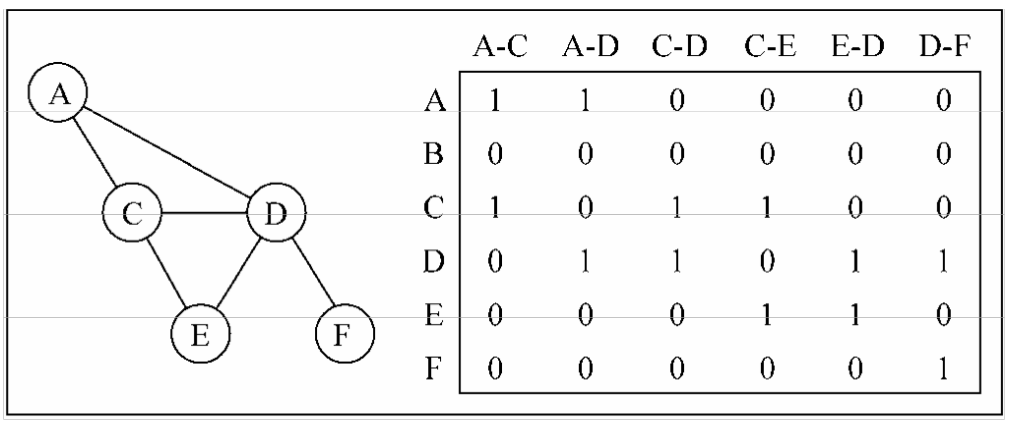 A-C A-D C-D C-E E-D D-F
A 1 1 0 0 0 0
B 0 0 0 0 0 0
C 1 0 1 1 0 0
D 0 1 1 0 1 1
E 0 0 0 1 1 0
F 0 0 0 0 0 1
A
C D
E F